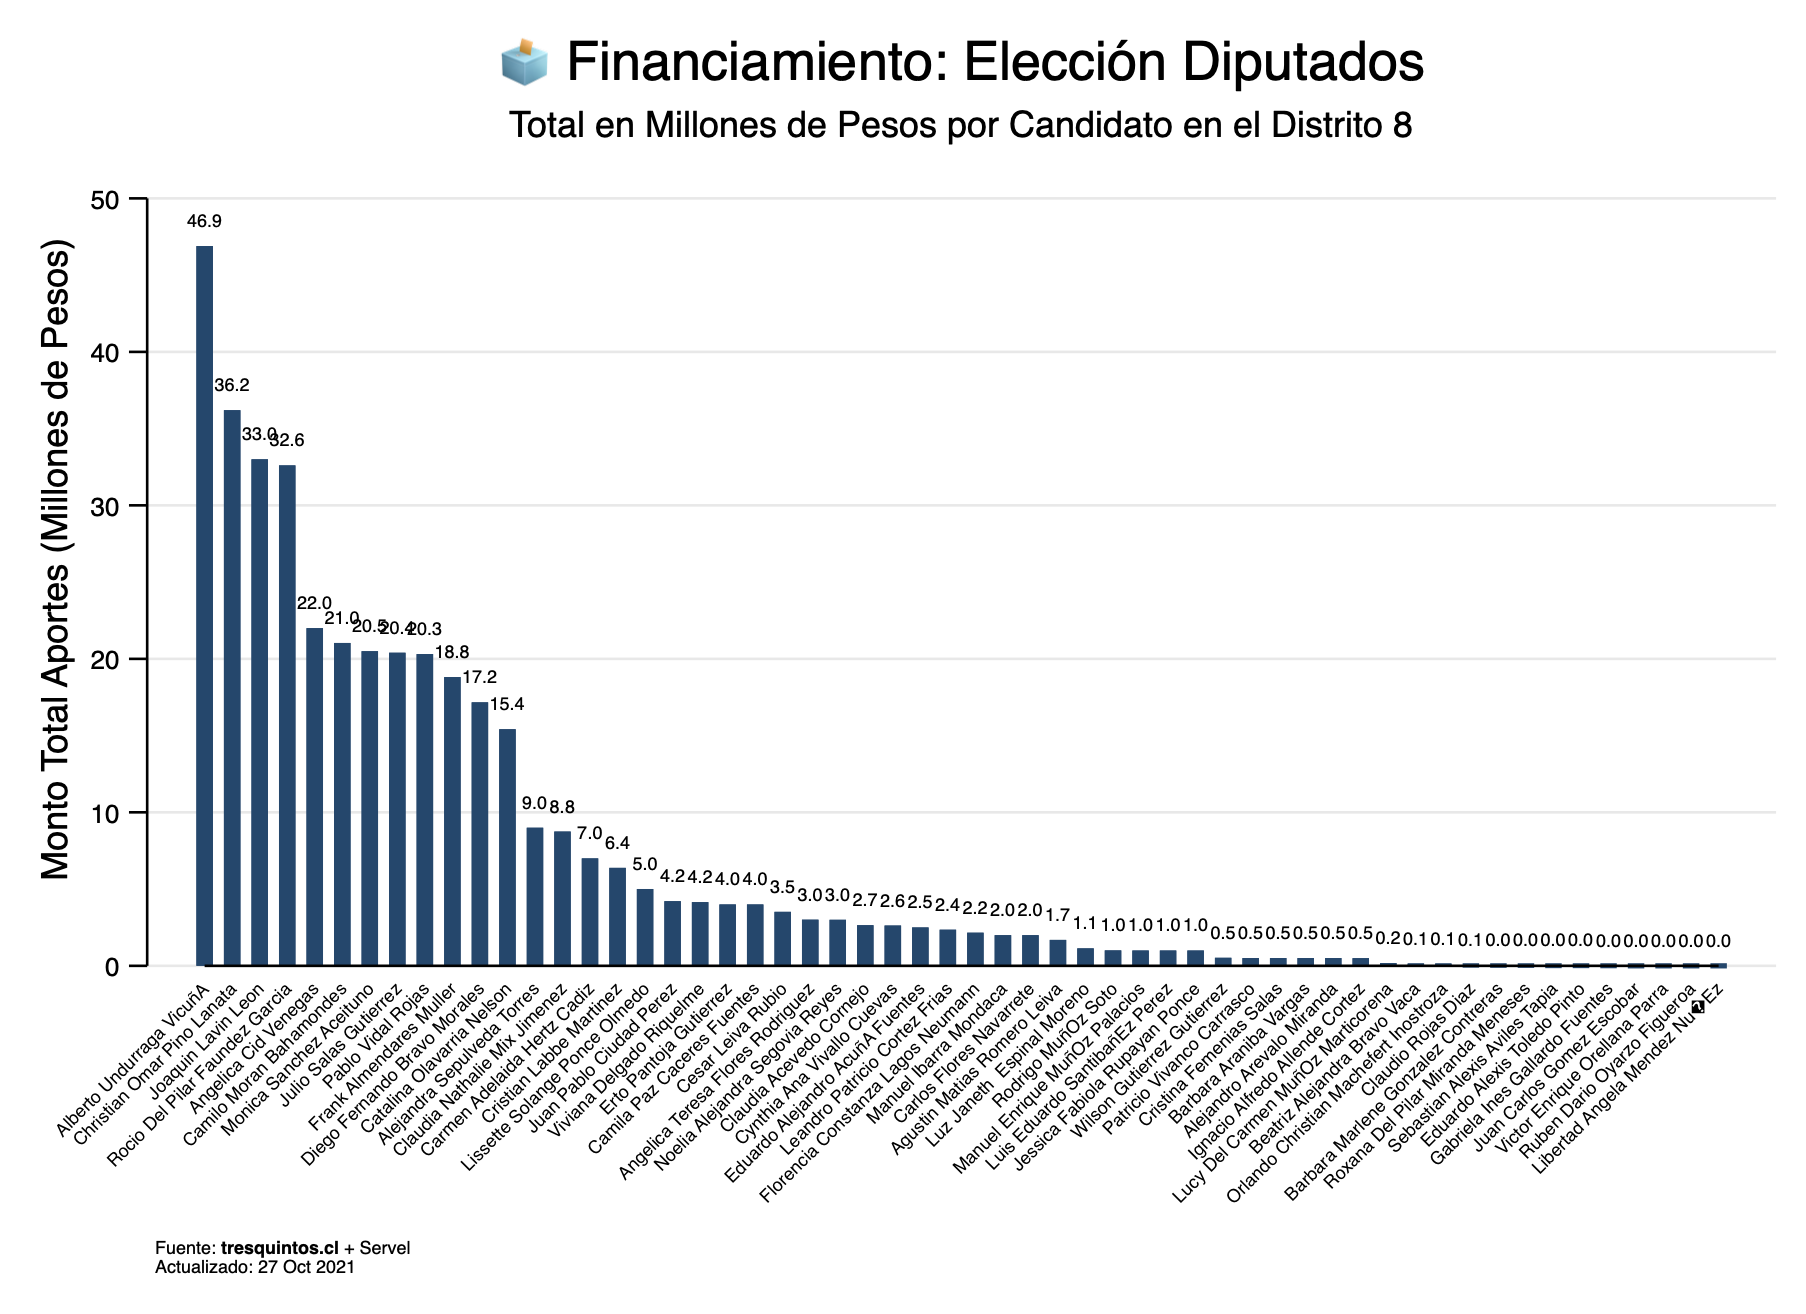 Financiamiento: Elección Diputados
Total en Millones de Pesos por Candidato en el Distrito 8
Monto Total Aportes (Millones de Pesos)
50
40
30
20
10
0
46.9
36.2
33.0
32.6
22.0
21.0
20.5
20.4
20.3
18.8
17.2
15.4
9.0
8.8
7.0
6.4
5.0
4.2
4.2
4.0
4.0
3.5
3.0
3.0
2.7
2.6
2.5
2.4
2.2
2.0
2.0
1.7
1.1
1.0
1.0
1.0
1.0
0.5
0.5
0.5
0.5
0.5
0.5
0.2
0.1
0.1
0.1
0.0
0.0
0.0
0.0
0.0
0.0
0.0
0.0
0.0
Alberto Undurraga VicuñA
Christian Omar Pino Lanata
Joaquin Lavin Leon
Rocio Del Pilar Faundez Garcia
Angelica Cid Venegas
Camilo Moran Bahamondes
Monica Sanchez Aceituno
Julio Salas Gutierrez
Pablo Vidal Rojas
Frank Almendares Muller
Diego Fernando Bravo Morales
Catalina Olavarria Nelson
Alejandra Sepulveda Torres
Claudia Nathalie Mix Jimenez
Carmen Adelaida Hertz Cadiz
Cristian Labbe Martinez
Lissette Solange Ponce Olmedo
Juan Pablo Ciudad Perez
Viviana Delgado Riquelme
Erto Pantoja Gutierrez
Camila Paz Caceres Fuentes
Cesar Leiva Rubio
Angelica Teresa Flores Rodriguez
Noelia Alejandra Segovia Reyes
Claudia Acevedo Cornejo
Cynthia Ana Vivallo Cuevas
Eduardo Alejandro AcuñA Fuentes
Leandro Patricio Cortez Frias
Florencia Constanza Lagos Neumann
Manuel Ibarra Mondaca
Carlos Flores Navarrete
Agustin Matias Romero Leiva
Luz Janeth Espinal Moreno
Rodrigo MuñOz Soto
Manuel Enrique MuñOz Palacios
Luis Eduardo SantibañEz Perez
Jessica Fabiola Rupayan Ponce
Wilson Gutierrez Gutierrez
Patricio Vivanco Carrasco
Cristina Femenias Salas
Barbara Araniba Vargas
Alejandro Arevalo Miranda
Ignacio Alfredo Allende Cortez
Lucy Del Carmen MuñOz Marticorena
Beatriz Alejandra Bravo Vaca
Orlando Christian Machefert Inostroza
Claudio Rojas Diaz
Barbara Marlene Gonzalez Contreras
Roxana Del Pilar Miranda Meneses
Sebastian Alexis Aviles Tapia
Eduardo Alexis Toledo Pinto
Gabriela Ines Gallardo Fuentes
Juan Carlos Gomez Escobar
Victor Enrique Orellana Parra
Ruben Dario Oyarzo Figueroa
Libertad Angela Mendez Nu�Ez
Fuente: tresquintos.cl + Servel
Actualizado: 27 Oct 2021